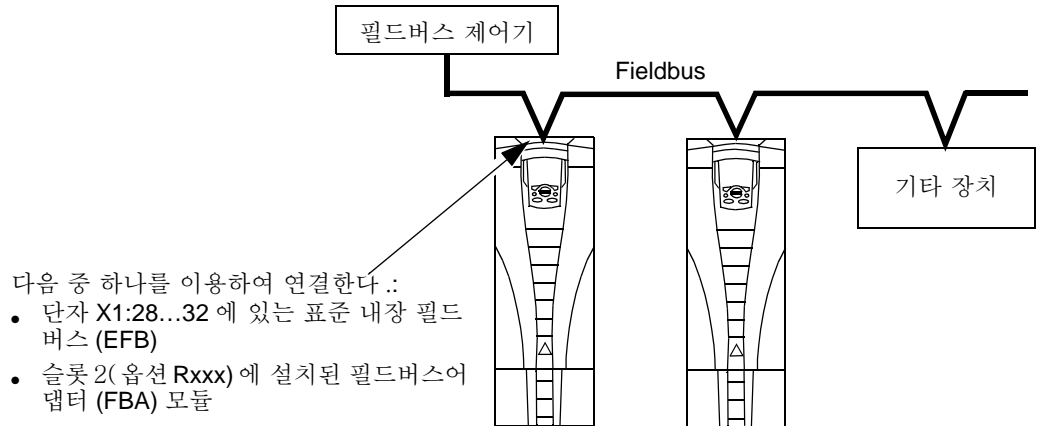 필드버스 제어기
Fieldbus
기타 장치
다음 중 하나를 이용하여 연결한다 .:
• 단자 X1:28...32 에 있는 표준 내장 필드
버스 (EFB)
• 슬롯 2( 옵션 Rxxx) 에 설치된 필드버스어
댑터 (FBA) 모듈